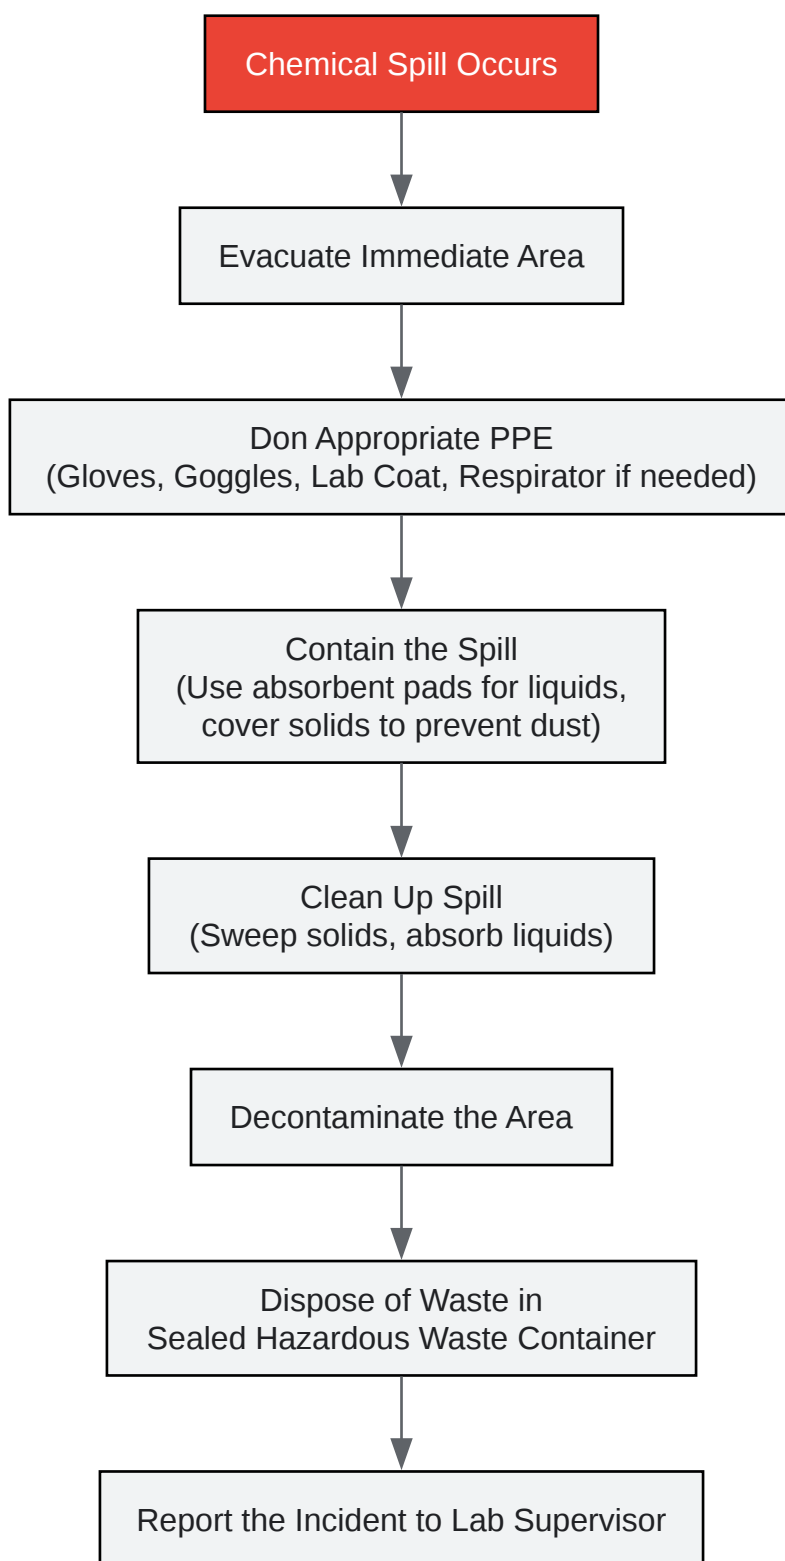 Chemical Spill Occurs
Evacuate Immediate Area
Don Appropriate PPE
(Gloves, Goggles, Lab Coat, Respirator if needed)
Contain the Spill
(Use absorbent pads for liquids,
cover solids to prevent dust)
Clean Up Spill
(Sweep solids, absorb liquids)
Decontaminate the Area
Dispose of Waste in
Sealed Hazardous Waste Container
Report the Incident to Lab Supervisor